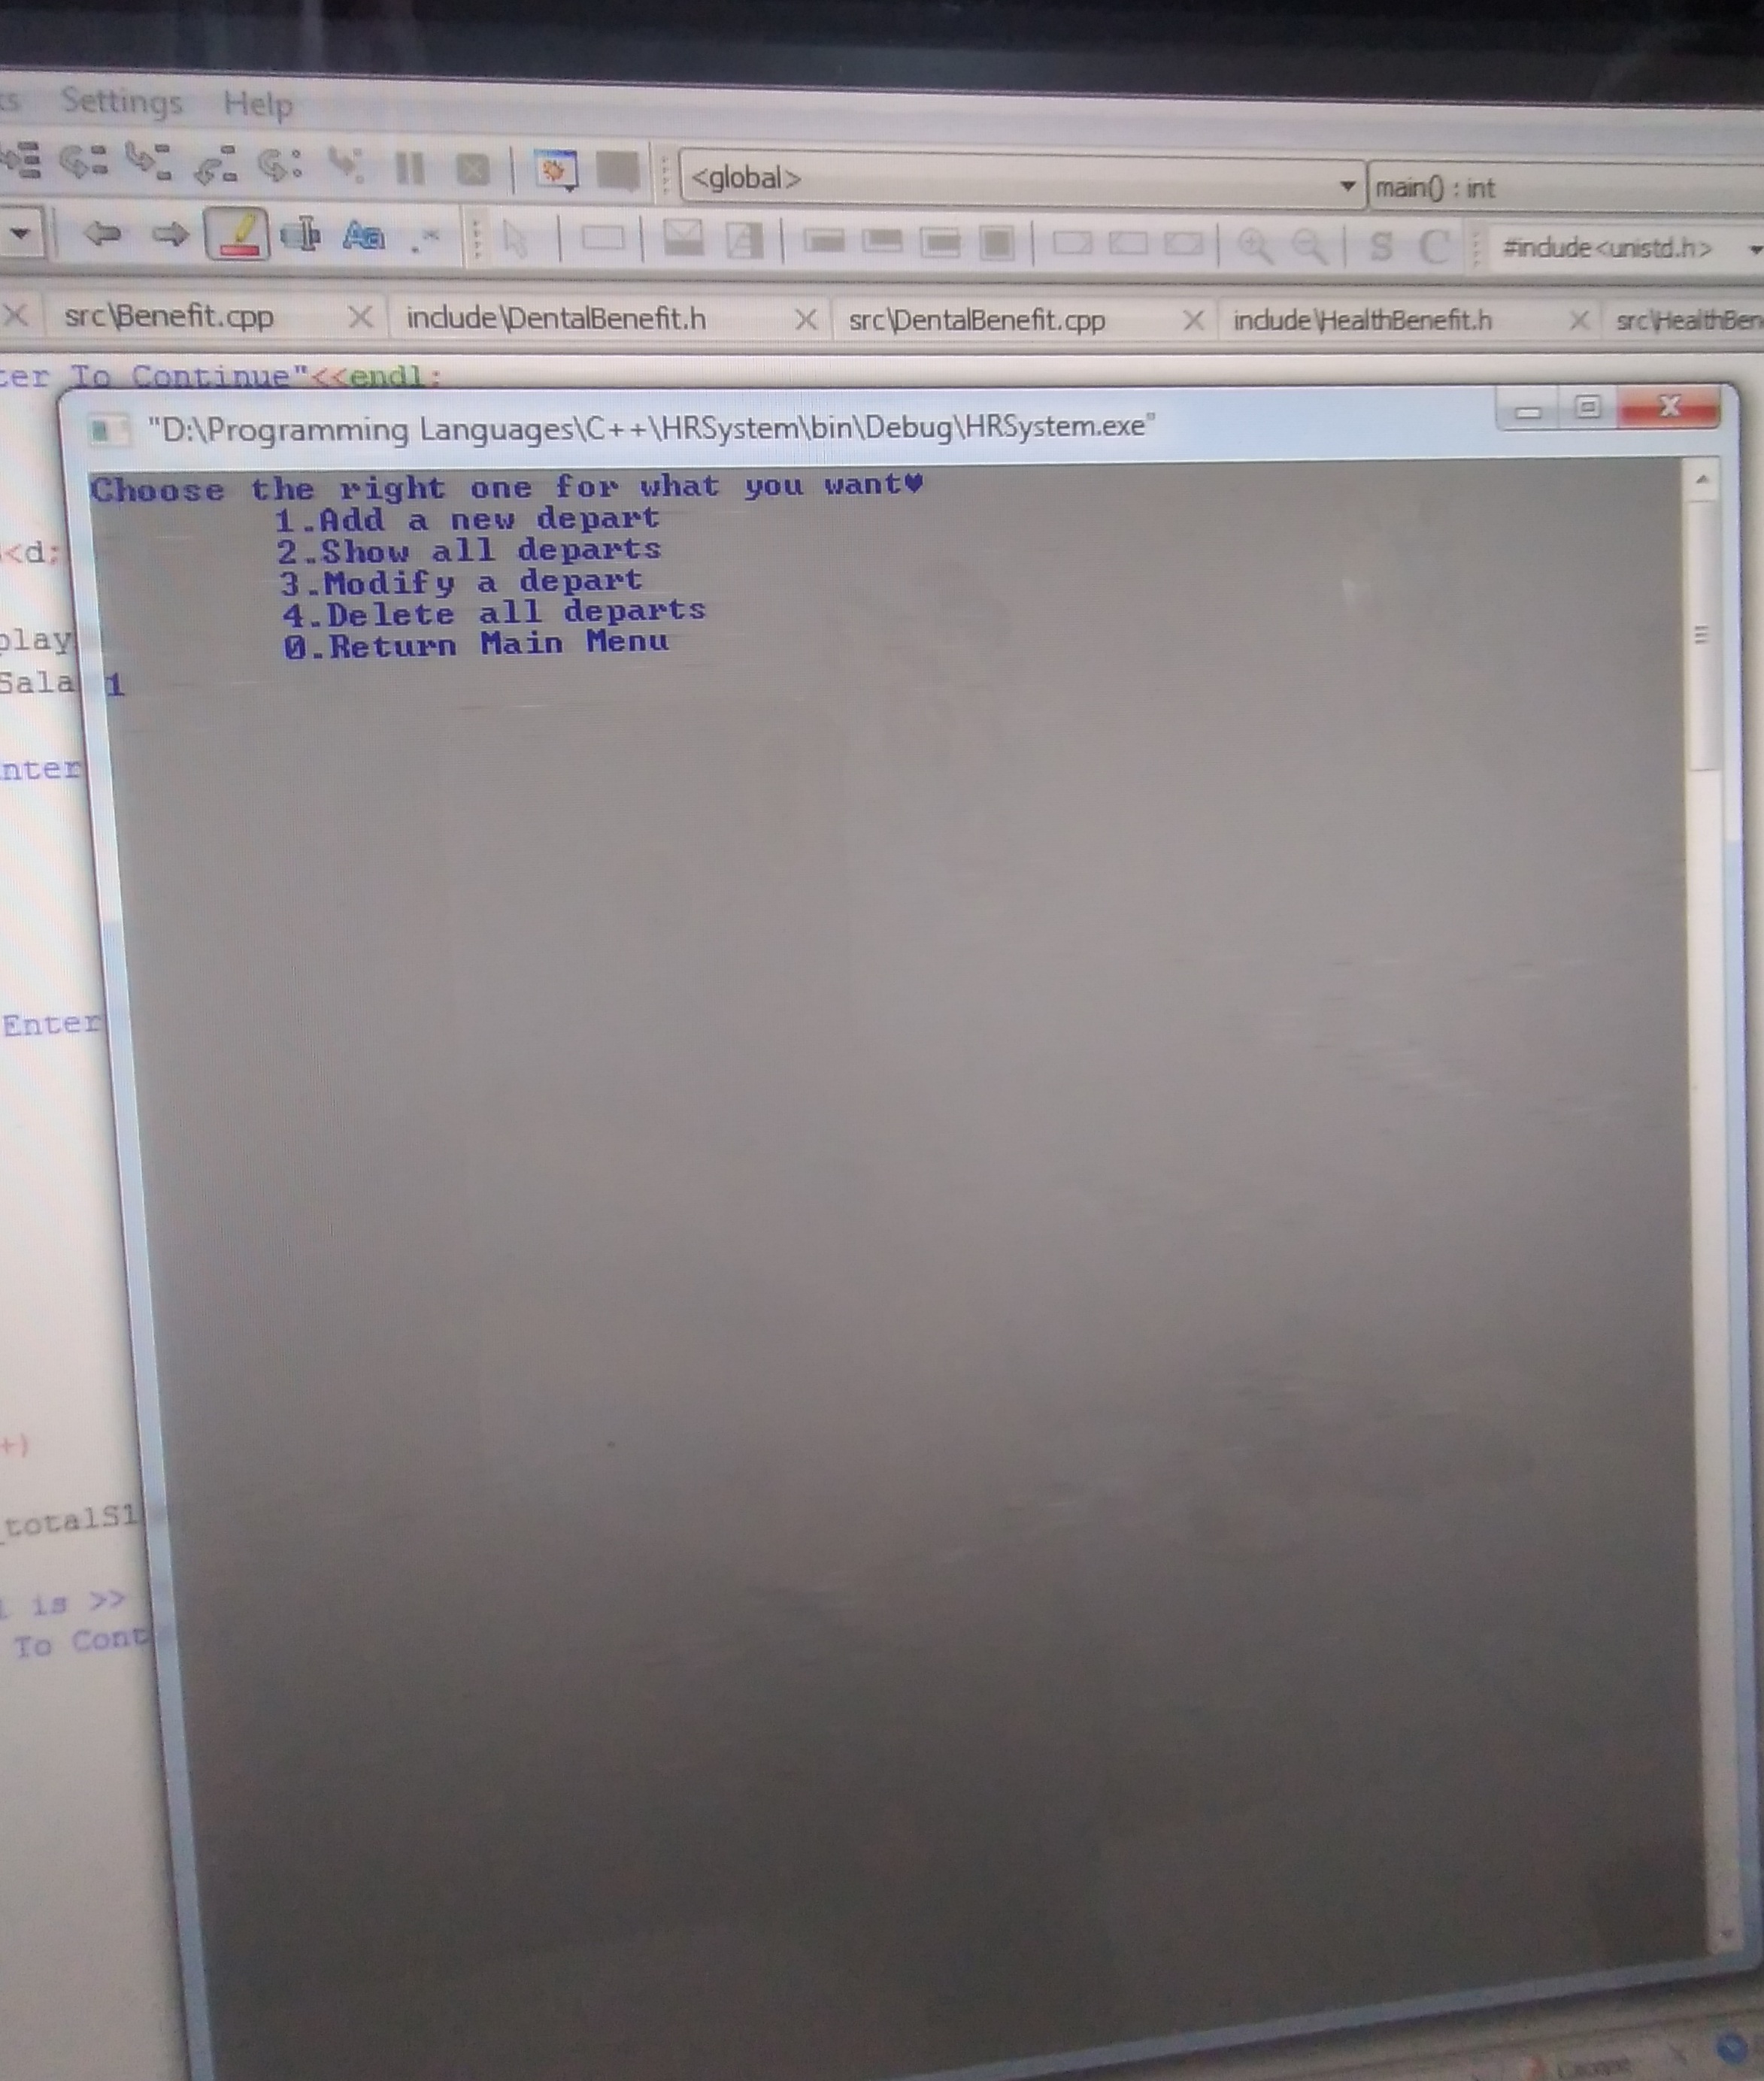 Settings Help
<global> main() : int
Aa .* S C #include<unistd.h>
src\Benefit.cpp include\DentalBenefit.h src\DentalBenefit.cpp include\HealthBenefit.h src\HealthBen
ter To Continue"<<endl;
"D:\Programming Languages\C++\HRSystem\bin\Debug\HRSystem.exe"
Choose the right one for what you want♥
1.Add a new depart
2.Show all departs
3.Modify a depart
4.Delete all departs
0.Return Main Menu
1
<d;
play
Sala
nter
Enter
+)
_totalS1
is >>
To Cont